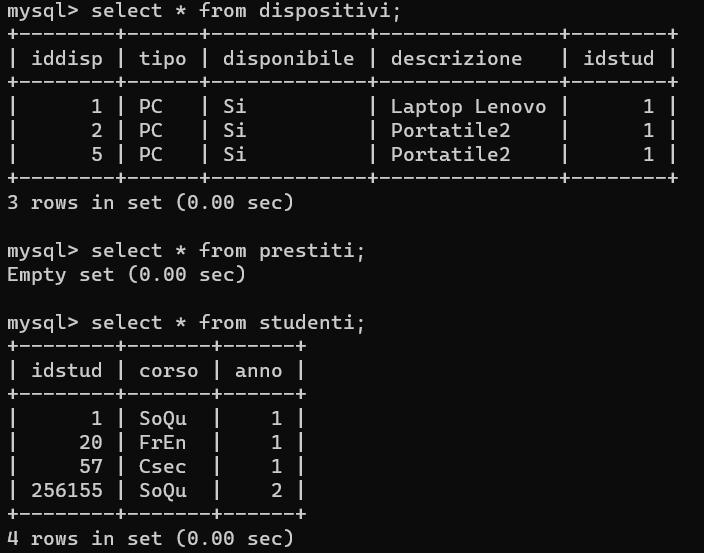 mysql> select * from dispositivi;
+--------+------+-------------+---------------+--------+
| iddisp | tipo | disponibile | descrizione   | idstud |
+--------+------+-------------+---------------+--------+
|      1 | PC   | Si          | Laptop Lenovo |      1 |
|      2 | PC   | Si          | Portatile2    |      1 |
|      5 | PC   | Si          | Portatile2    |      1 |
+--------+------+-------------+---------------+--------+
3 rows in set (0.00 sec)

mysql> select * from prestiti;
Empty set (0.00 sec)

mysql> select * from studenti;
+--------+-------+------+
| idstud | corso | anno |
+--------+-------+------+
|      1 | SoQu  |    1 |
|     20 | FrEn  |    1 |
|     57 | Csec  |    1 |
| 256155 | SoQu  |    2 |
+--------+-------+------+
4 rows in set (0.00 sec)